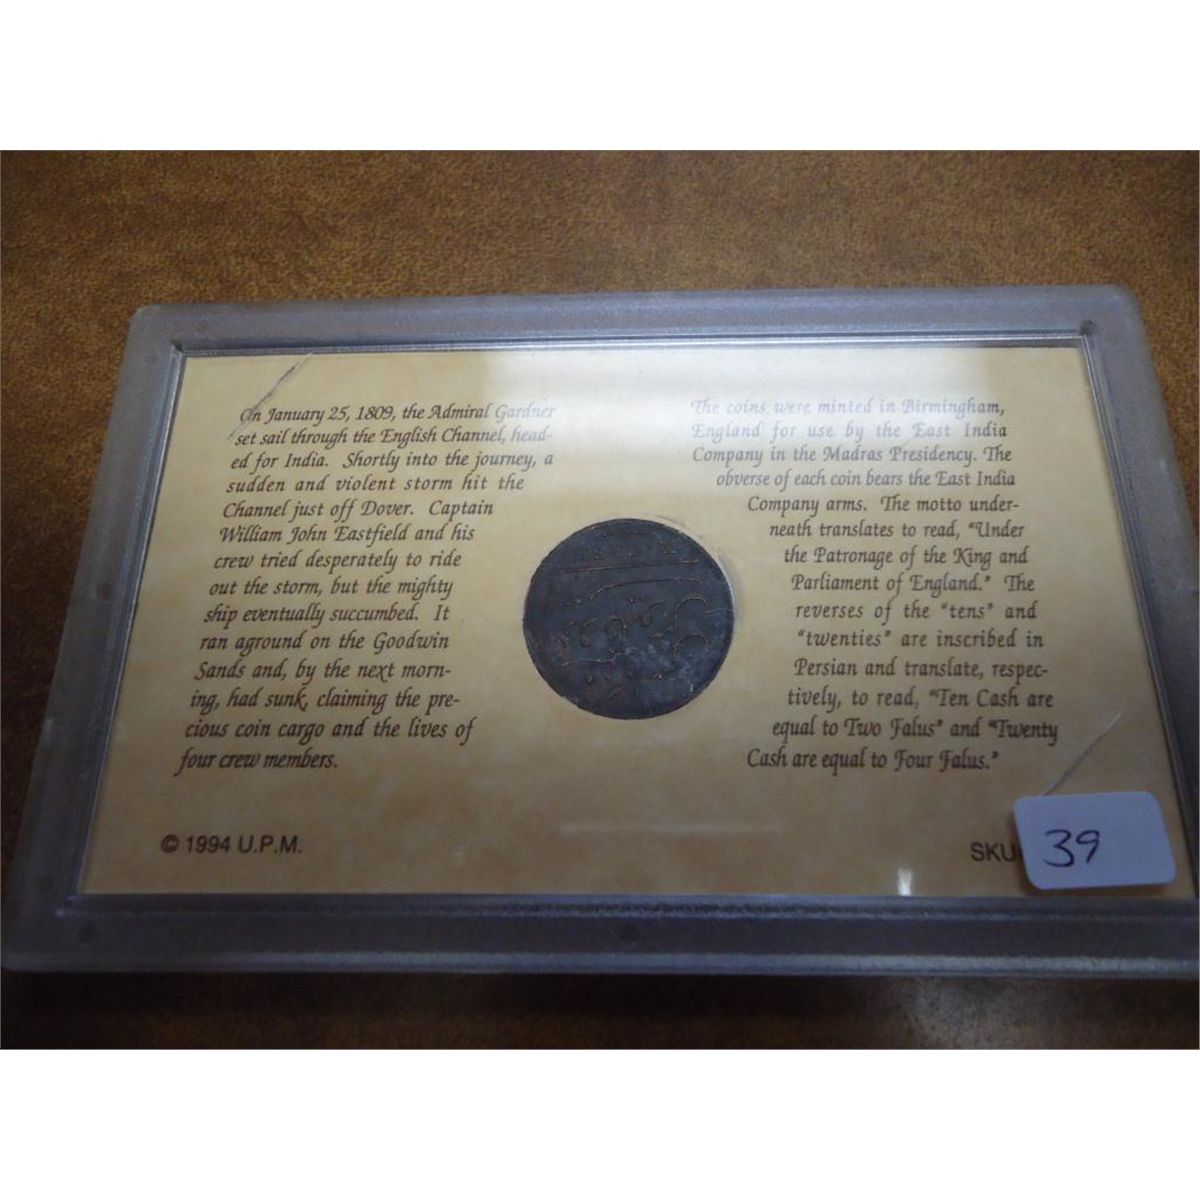 On January 25, 1809, the Admiral Gardner
set sail through the English Channel, head-
ed for India. Shortly into the journey, a
sudden and violent storm hit the
Channel just off Dover. Captain
William John Eastfield and his
crew tried desperately to ride
out the storm, but the mighty
ship eventually succumbed. It
ran aground on the Goodwin
Sands and, by the next morn-
ing, had sunk, claiming the pre-
cious coin cargo and the lives of
four crew members.
© 1994 U.P.M.
The coins were minted in Birmingham,
England for use by the East India
Company in the Madras Presidency. The
obverse of each coin bears the East India
Company arms. The motto under-
neath translates to read, "Under
the Patronage of the King and
Parliament of England." The
reverses of the "tens" and
"twenties" are inscribed in
Persian and translate, respec-
tively, to read, "Ten Cash are
equal to Two Falus" and "Twenty
Cash are equal to Four Falus."
SKU
39